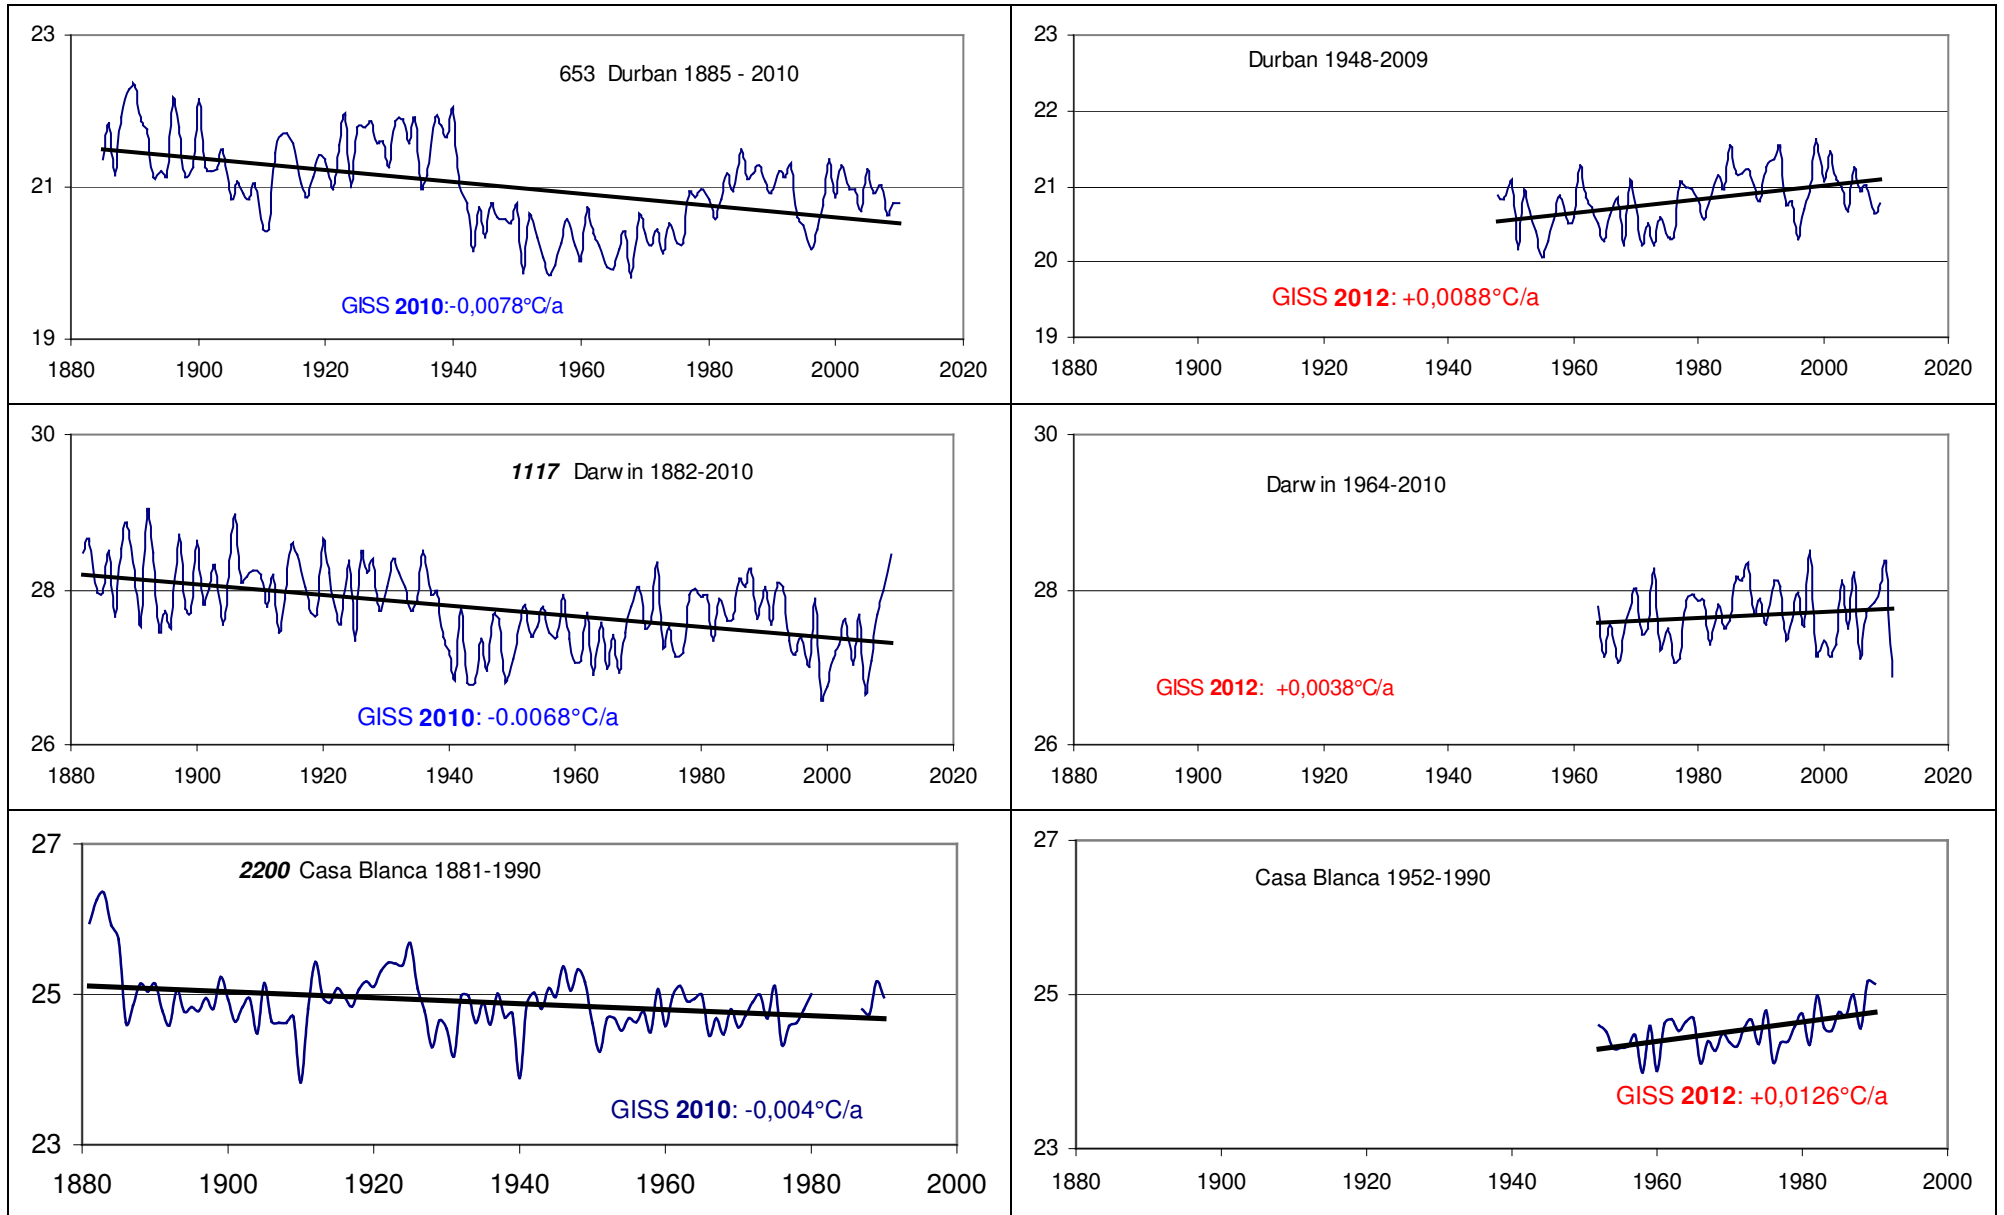 23
653 Durban 1885 - 2010
21
GISS 2010:-0,0078°C/a
19
1880 1900 1920 1940 1960 1980 2000 2020
23
Durban 1948-2009
22
21
20
GISS 2012: +0,0088°C/a
19
1880 1900 1920 1940 1960 1980 2000 2020
30
1117 Darwin 1882-2010
28
GISS 2010: -0.0068°C/a
26
1880 1900 1920 1940 1960 1980 2000 2020
30
Darwin 1964-2010
28
GISS 2012: +0,0038°C/a
26
1880 1900 1920 1940 1960 1980 2000 2020
27
2200 Casa Blanca 1881-1990
25
GISS 2010: -0,004°C/a
23
1880 1900 1920 1940 1960 1980 2000
27
Casa Blanca 1952-1990
25
GISS 2012: +0,0126°C/a
23
1880 1900 1920 1940 1960 1980 2000